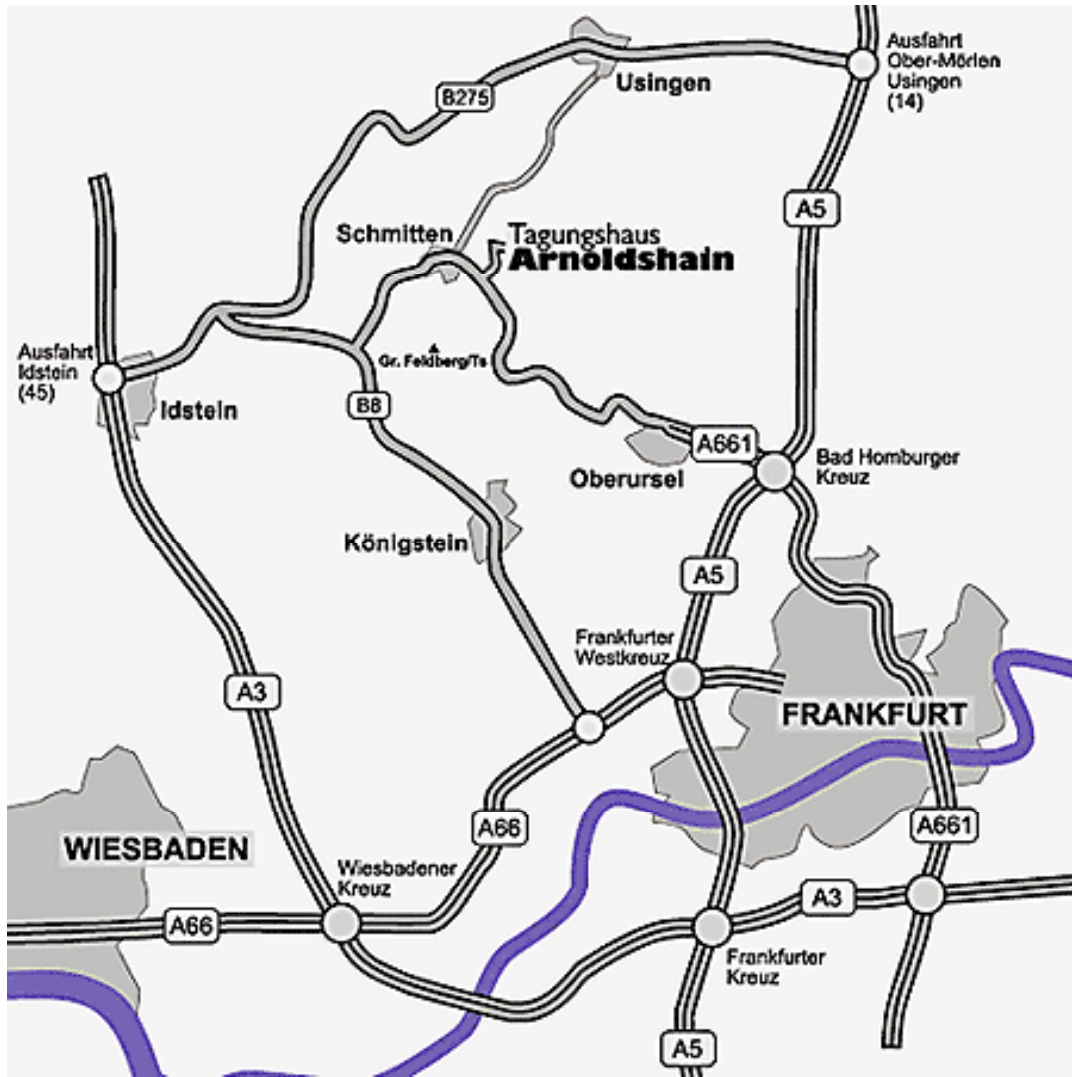 Ausfahrt
Ober-Mörlen
Usingen
(14)
Usingen
B275
A5
Schmitten
Tagungshaus
Arnoldshain
Ausfahrt
Idstein
(45)
Gr. Feldberg/Ts
Idstein
B8
A661
Oberursel
Bad Homburger
Kreuz
Königstein
A5
Frankfurter
Westkreuz
A3
FRANKFURT
A66
A661
WIESBADEN
Wiesbadener
Kreuz
A66
A3
Frankfurter
Kreuz
A5